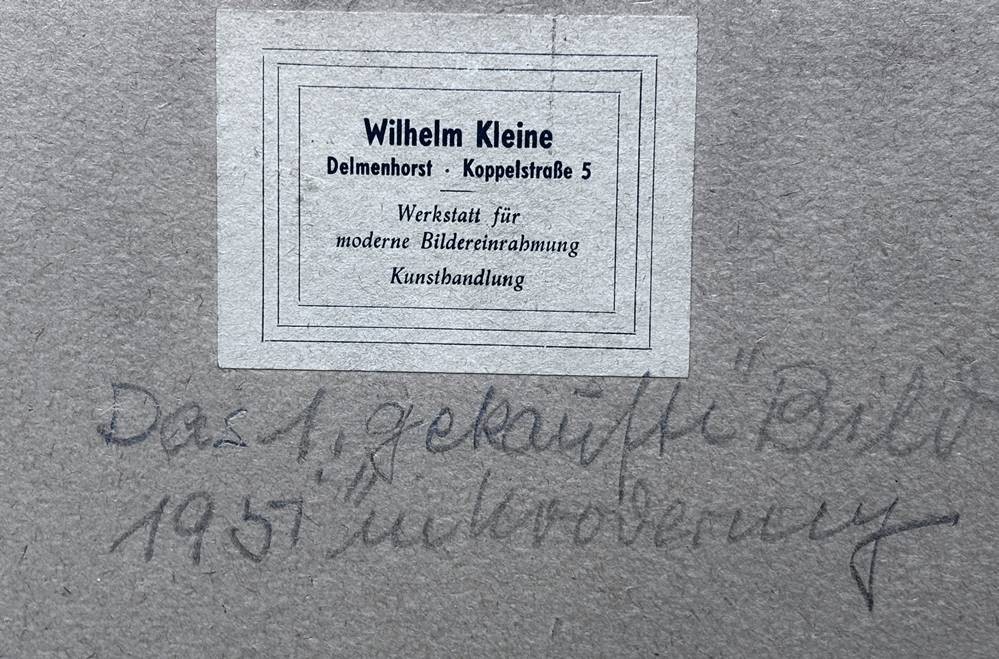 Wilhelm Kleine
Delmenhorst · Koppelstraße 5
Werkstatt für
moderne Bildereinrahmung
Kunsthandlung
Das 1. gekaufte "Bild"
1951